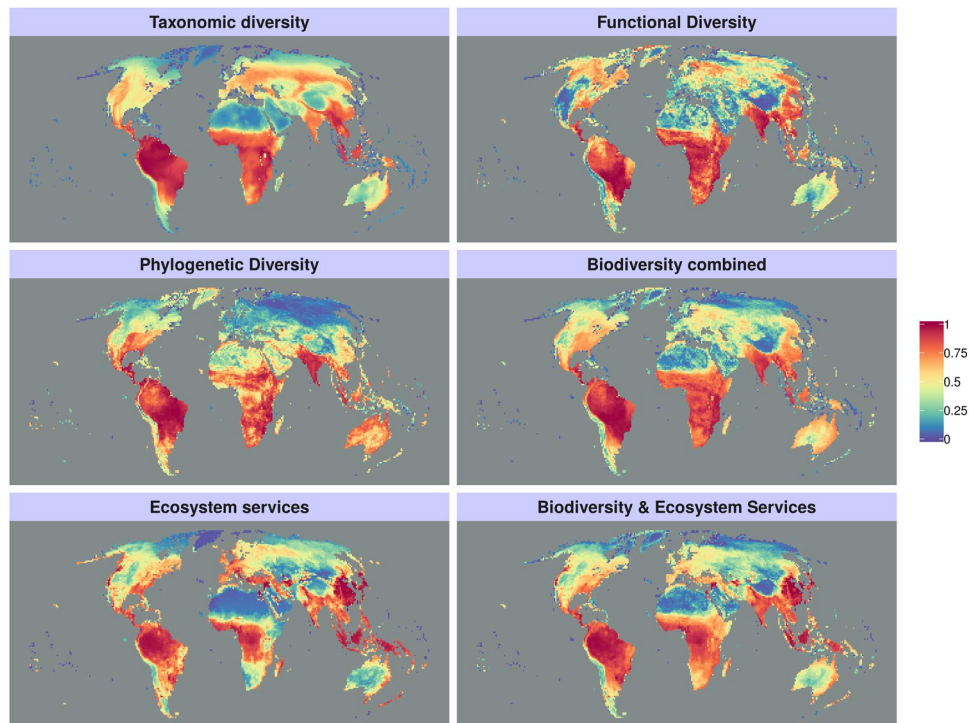 Taxonomic diversity
Functional Diversity
Phylogenetic Diversity
Biodiversity combined
1
0.75
0.5
0.25
0
Ecosystem services
Biodiversity & Ecosystem Services